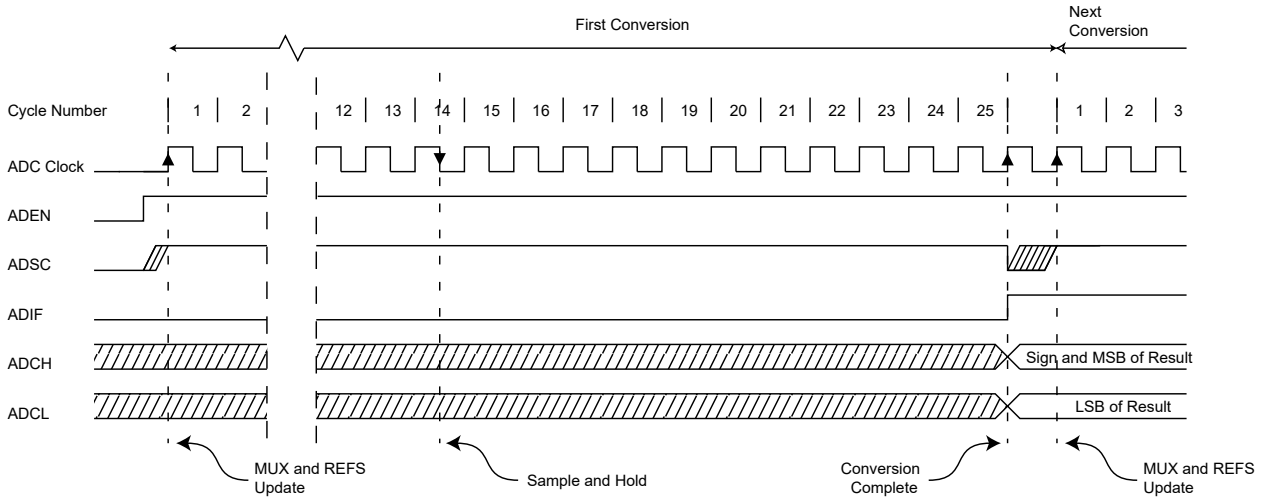 First Conversion
Next
Conversion
Cycle Number 1 2 12 13 14 15 16 17 18 19 20 21 22 23 24 25 1 2 3
ADC Clock
ADEN
ADSC
ADIF
ADCH Sign and MSB of Result
ADCL LSB of Result
MUX and REFS
Update
Sample and Hold
Conversion
Complete
MUX and REFS
Update